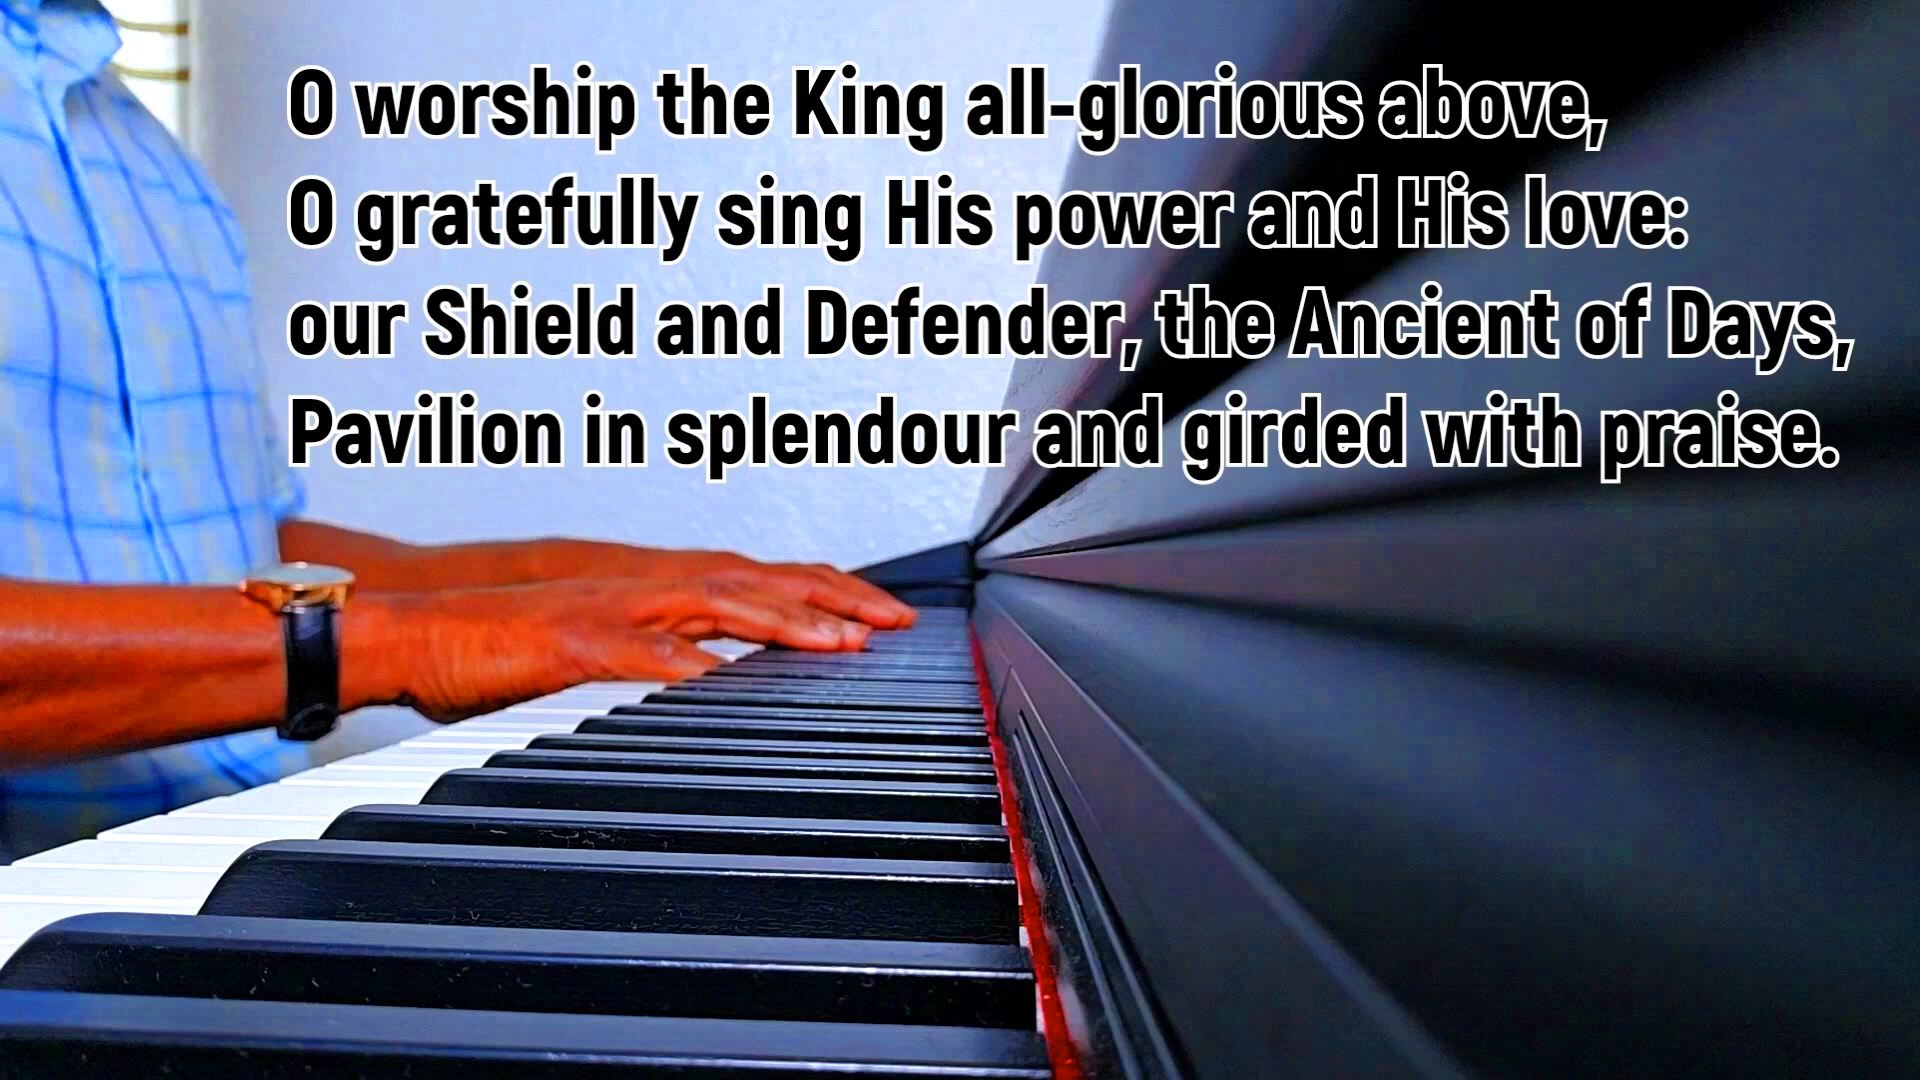 O worship the King all-glorious above,
O gratefully sing His power and His love:
our Shield and Defender, the Ancient of Days,
Pavilion in splendour and girded with praise.